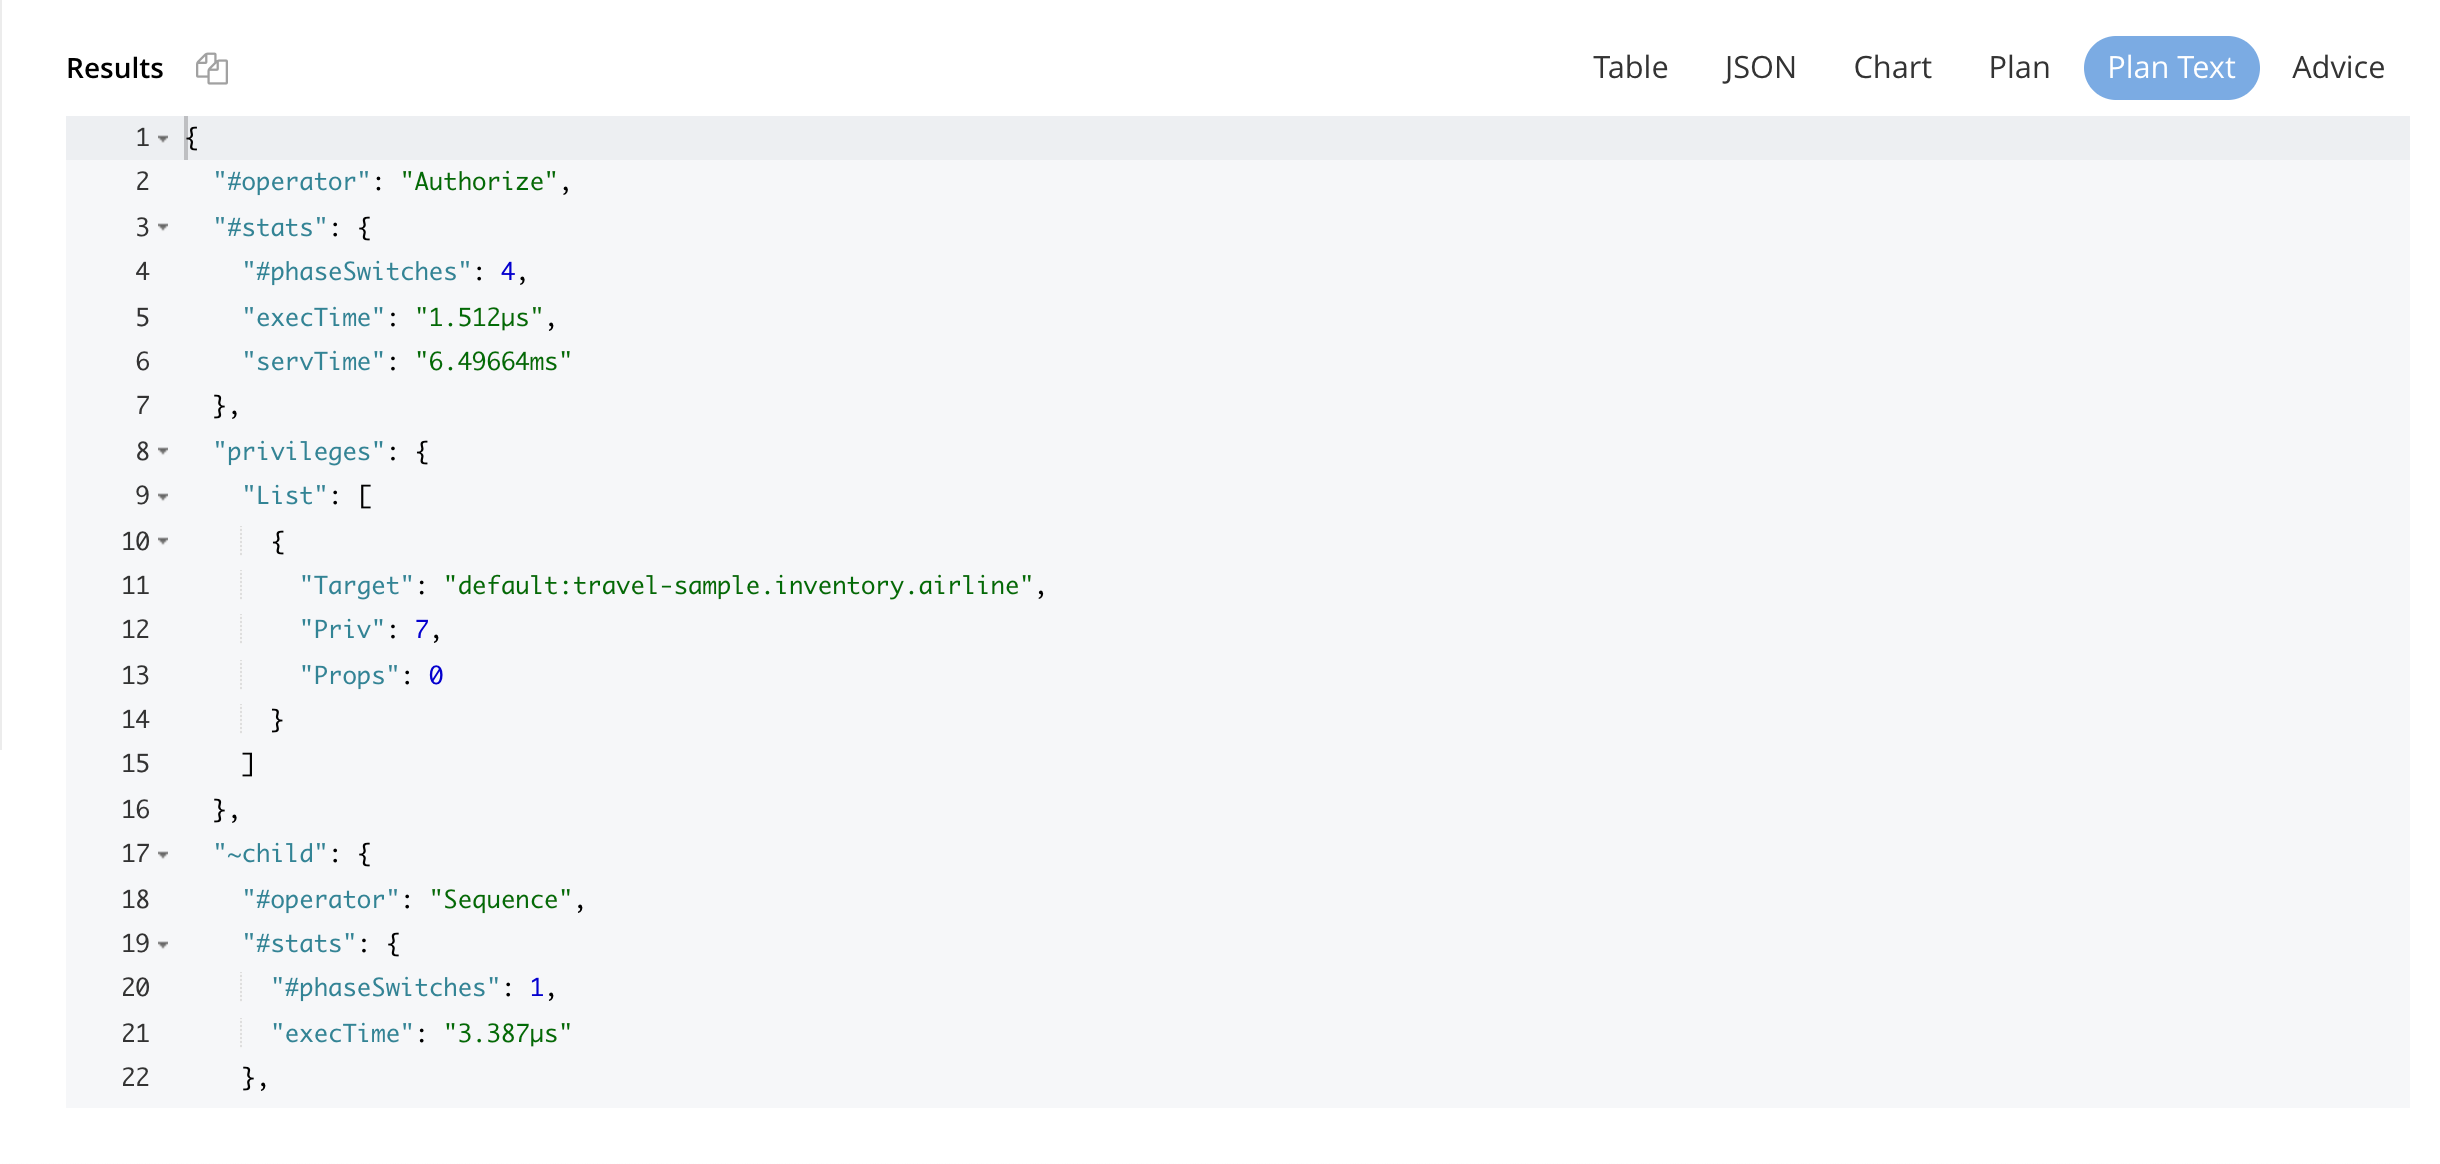 Results Table JSON Chart Plan Plan Text Advice
1 {
2   "#operator": "Authorize",
3   "#stats": {
4     "#phaseSwitches": 4,
5     "execTime": "1.512µs",
6     "servTime": "6.49664ms"
7   },
8   "privileges": {
9     "List": [
10       {
11         "Target": "default:travel-sample.inventory.airline",
12         "Priv": 7,
13         "Props": 0
14       }
15     ]
16   },
17   "~child": {
18     "#operator": "Sequence",
19     "#stats": {
20       "#phaseSwitches": 1,
21       "execTime": "3.387µs"
22     },